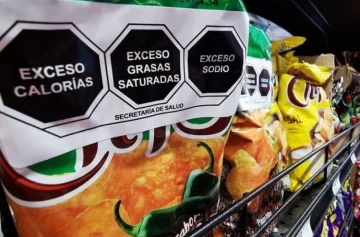 EXCESO
CALORÍAS
EXCESO
GRASAS
SATURADAS
EXCESO
SODIO
SECRETARÍA DE SALUD